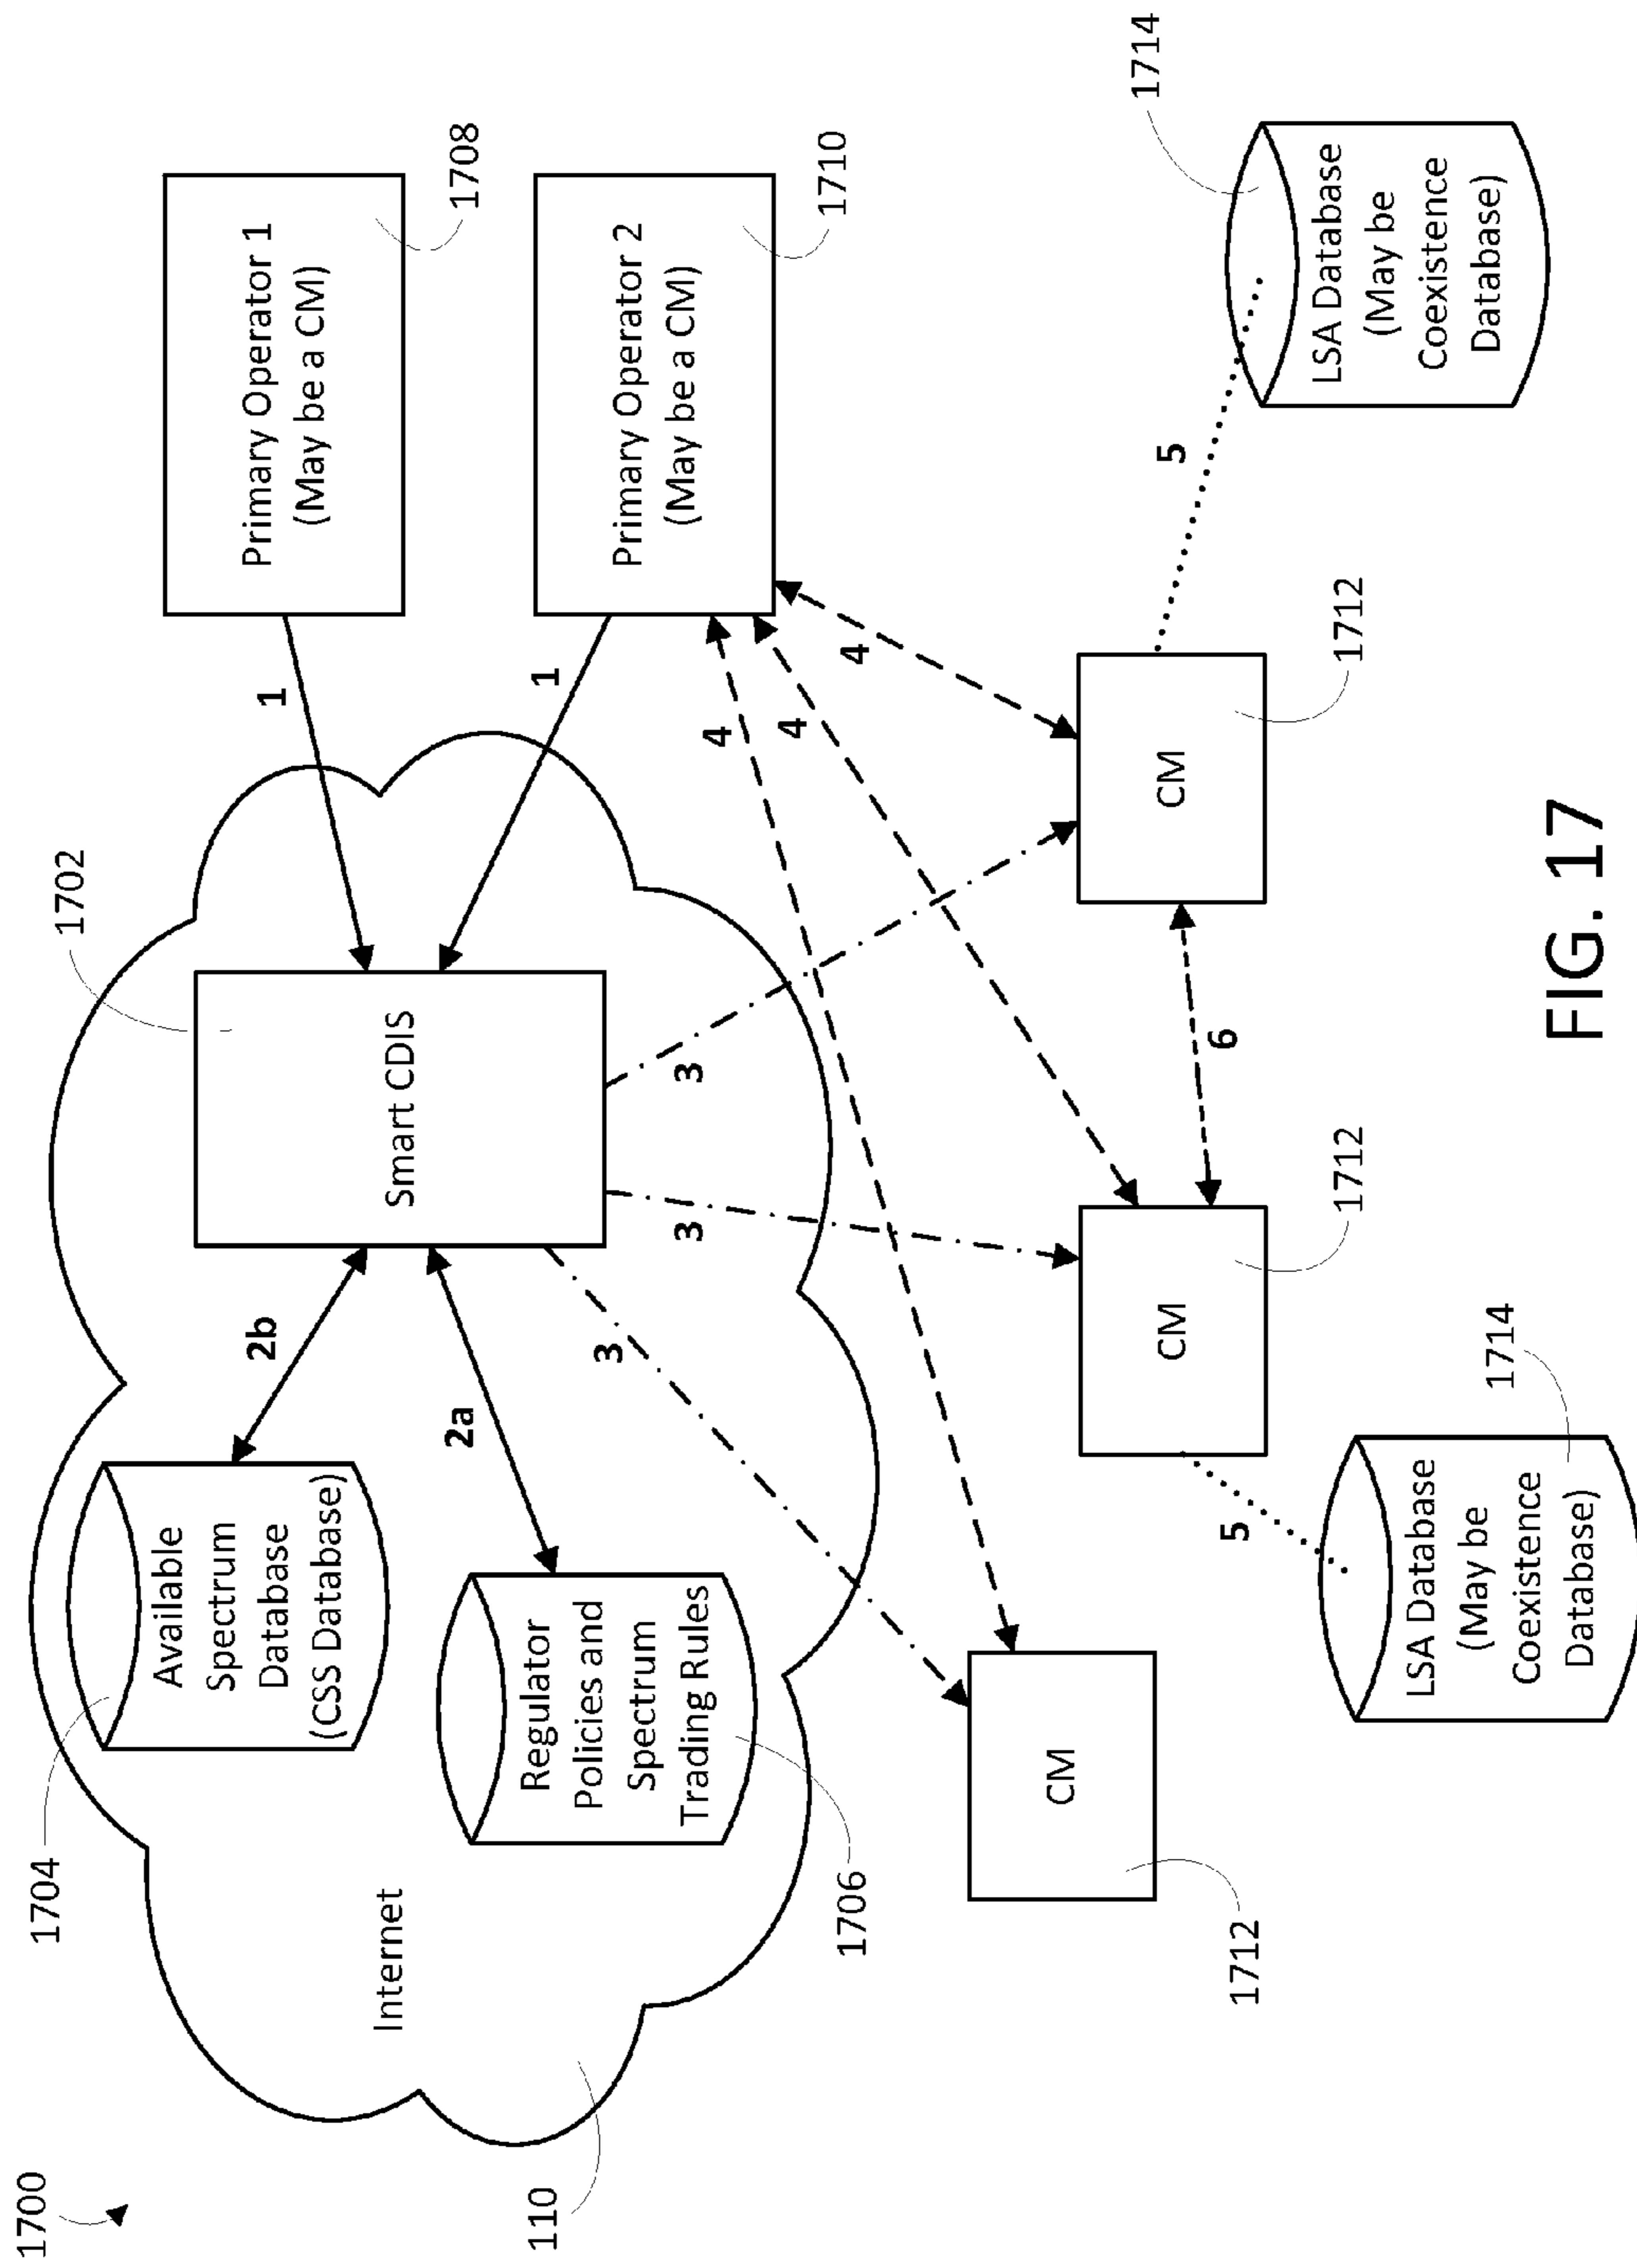 1700
110
Internet
1704
Available
Spectrum
Database
(CSS Database)
1706
Regulator
Policies and
Spectrum
Trading Rules
2b
2a
1702
Smart CDIS
1
1
Primary Operator 1
(May be a CM)
1708
Primary Operator 2
(May be a CM)
1710
3
3
3
4
4
4
CM
1712
CM
1712
CM
1712
6
5
5
LSA Database
(May be
Coexistence
Database)
1714
LSA Database
(May be
Coexistence
Database)
1714
FIG. 17